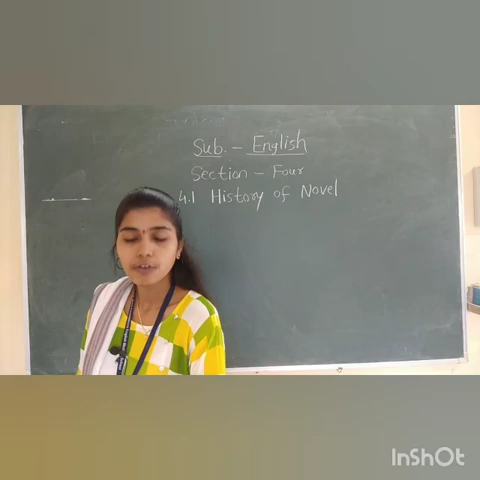 Sub. - English
Section - Four
4.1 History of Novel
InShOt